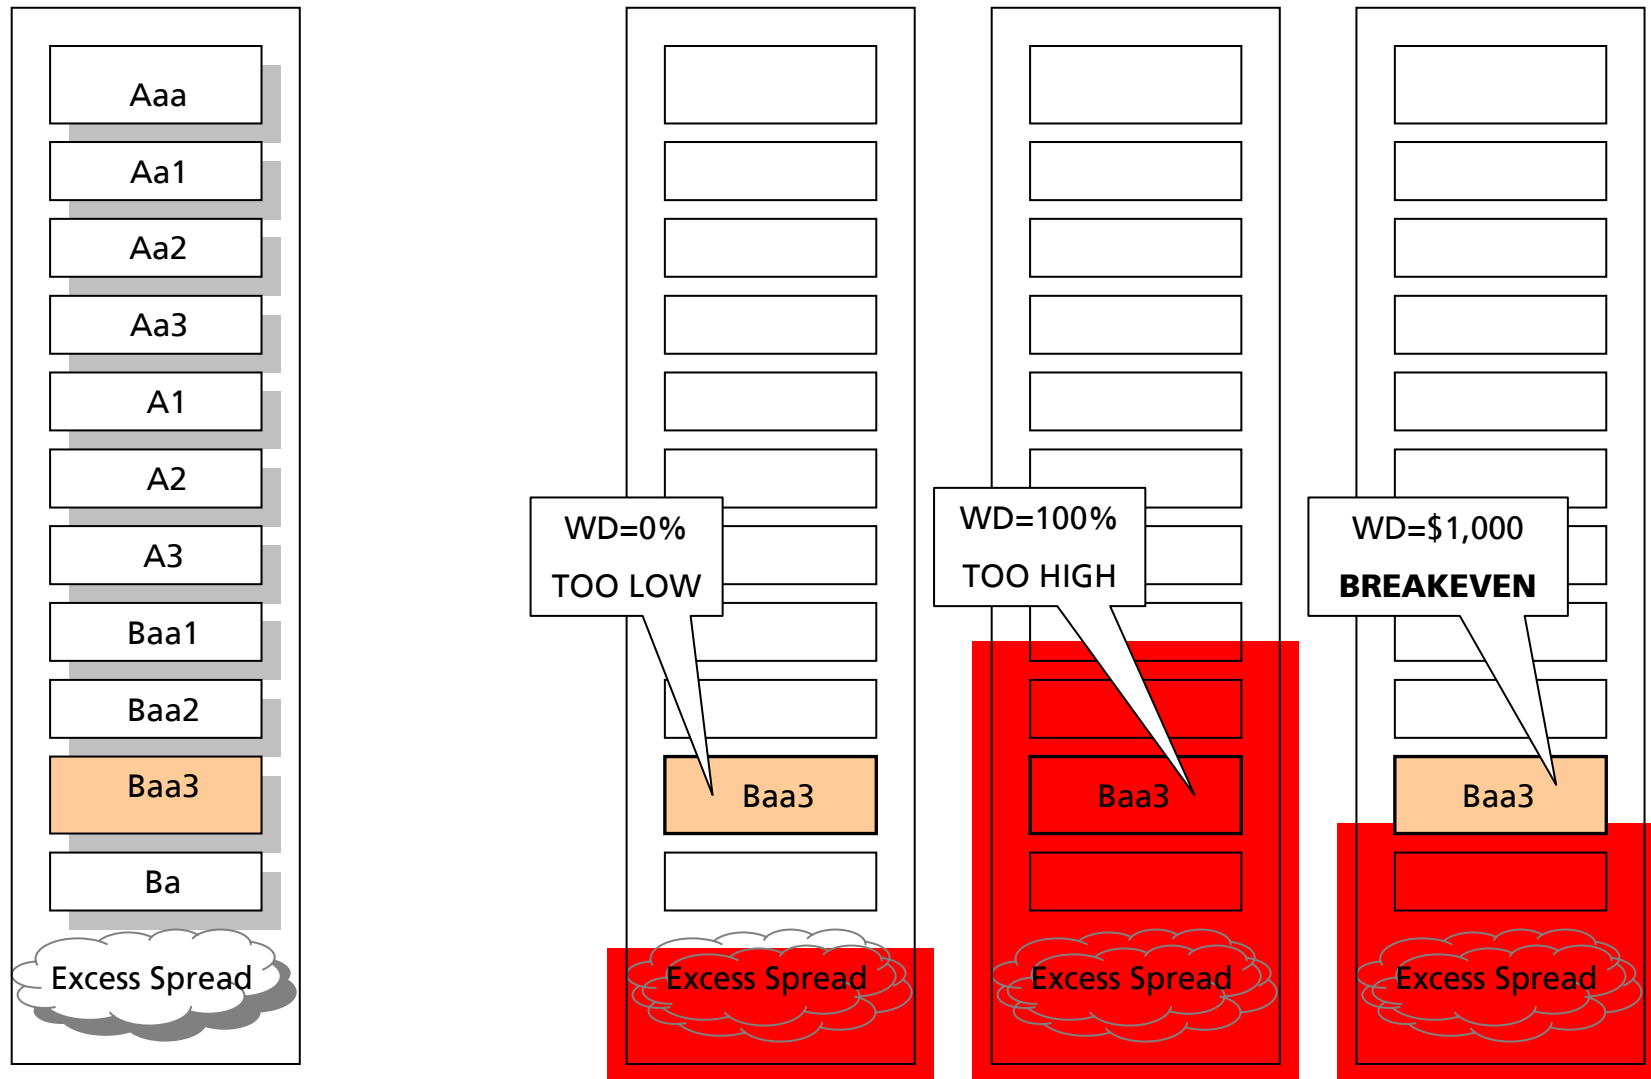 Aaa
Aa1
Aa2
Aa3
A1
A2
A3
Baa1
Baa2
Baa3
Ba
Excess Spread
WD=0%
TOO LOW
Baa3
Excess Spread
WD=100%
TOO HIGH
Baa3
Excess Spread
WD=$1,000
BREAKEVEN
Baa3
Excess Spread